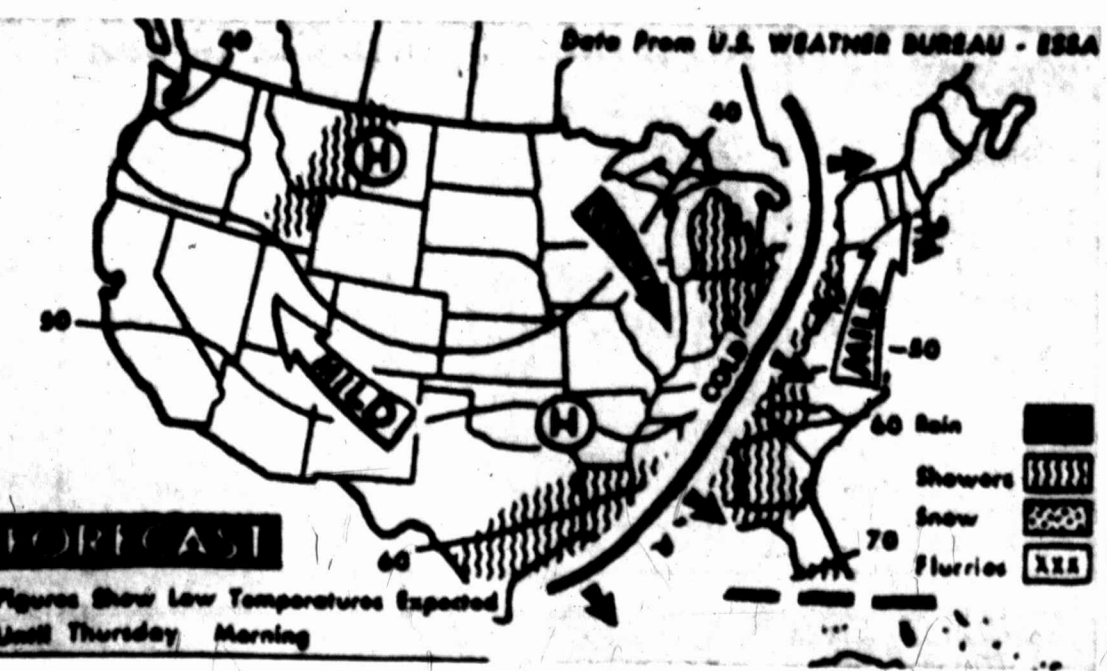 Data From U.S. WEATHER BUREAU - ESSA
40
40
H
50
MILD
COLD
MILD
-50
H
60
60
70
Rain
Showers
Snow
Flurries
FORECAST
Figures Show Low Temperatures Expected
Until Thursday Morning